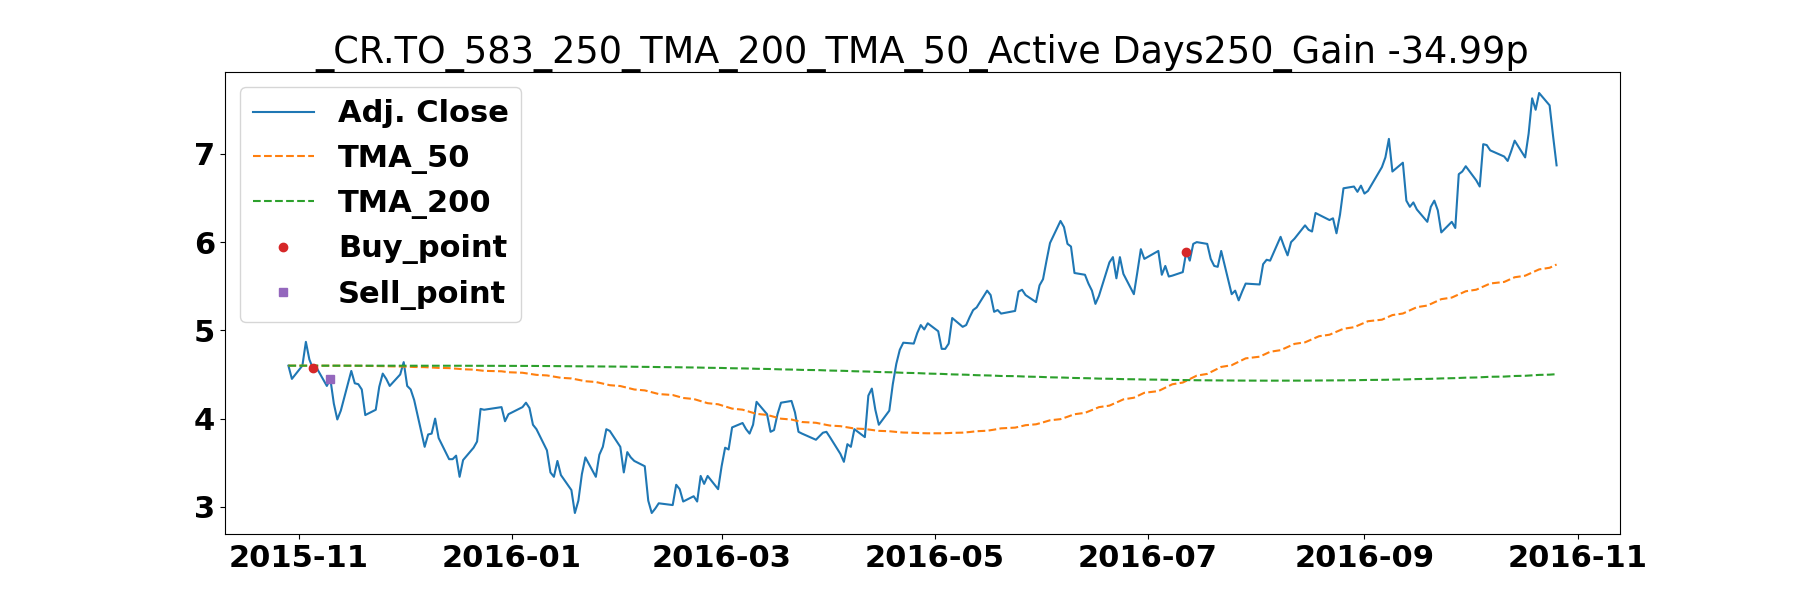 _CR.TO_583_250_TMA_200_TMA_50_Active Days250_Gain -34.99p
Adj. Close
TMA_50
TMA_200
Buy_point
Sell_point
7
6
5
4
3
2015-11 2016-01 2016-03 2016-05 2016-07 2016-09 2016-11